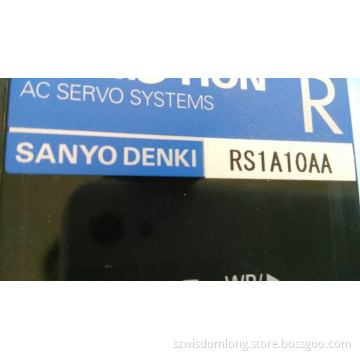 R
AC SERVO SYSTEMS
SANYO DENKI RS1A10AA
szwisdomlong.store.bossgoo.com